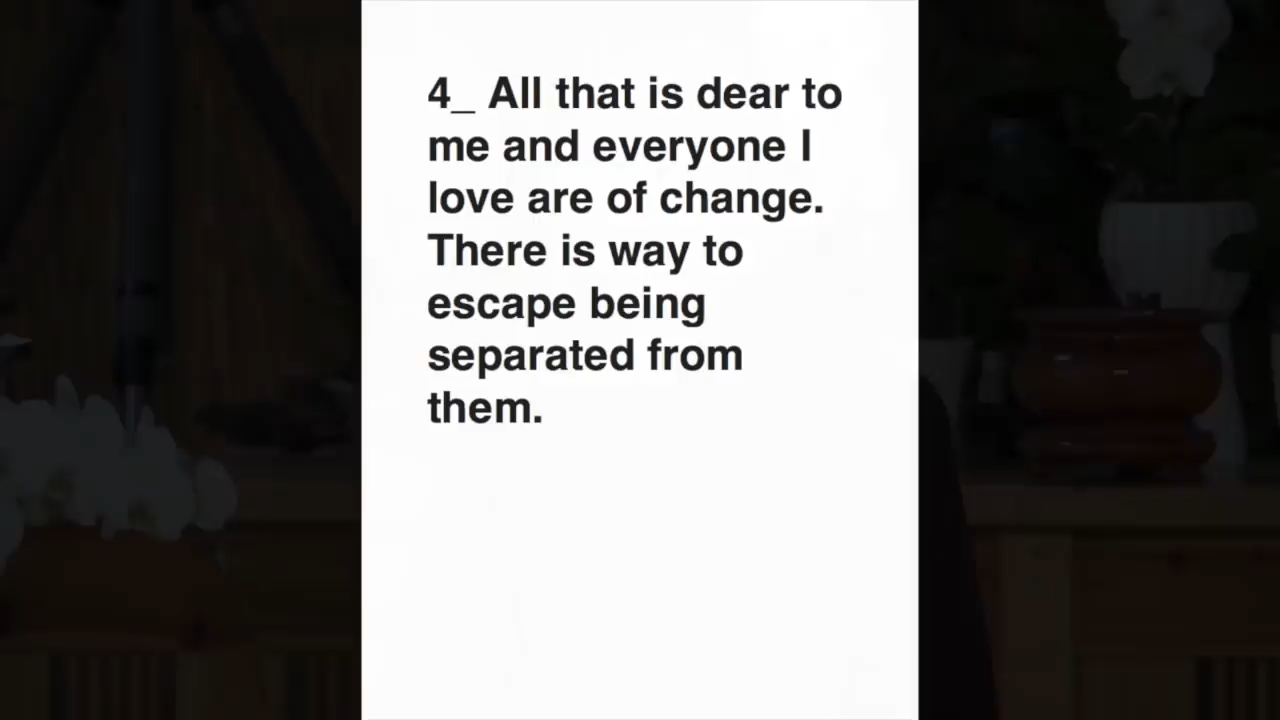 4_ All that is dear to
me and everyone I
love are of change.
There is way to
escape being
separated from
them.